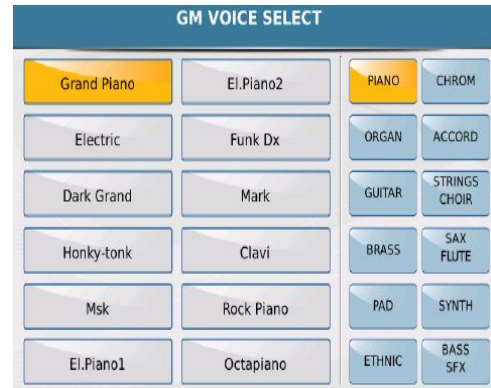 GM VOICE SELECT
Grand Piano
El.Piano2
PIANO
CHROM
Electric
Funk Dx
ORGAN
ACCORD
Dark Grand
Mark
GUITAR
STRINGS
CHOIR
Honky-tonk
Clavi
BRASS
SAX
FLUTE
Msk
Rock Piano
PAD
SYNTH
El.Piano1
Octapiano
ETHNIC
BASS
SFX